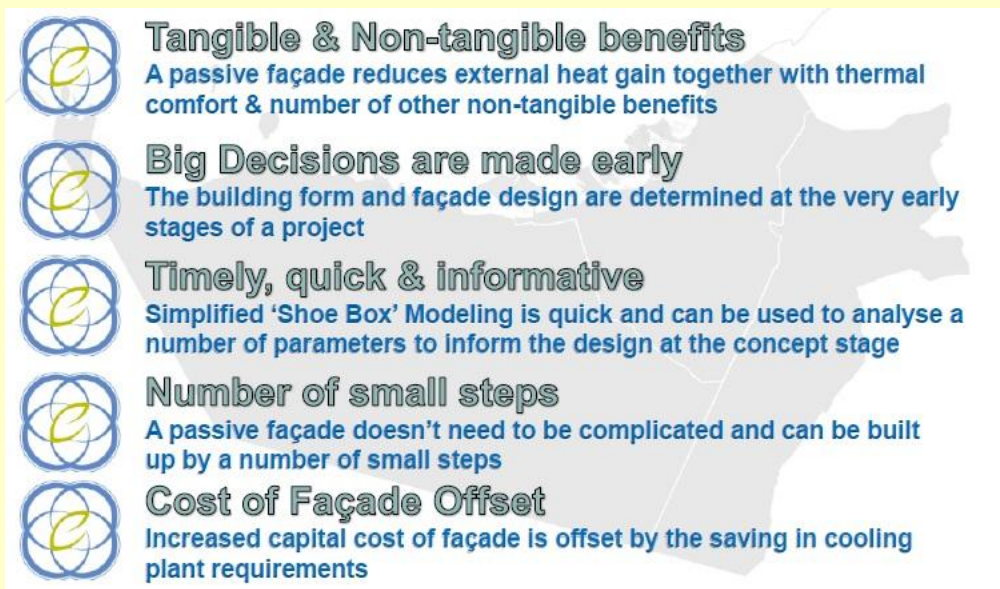 Tangible & Non-tangible benefits
A passive façade reduces external heat gain together with thermal
comfort & number of other non-tangible benefits
Big Decisions are made early
The building form and façade design are determined at the very early
stages of a project
Timely, quick & informative
Simplified ‘Shoe Box’ Modeling is quick and can be used to analyse a
number of parameters to inform the design at the concept stage
Number of small steps
A passive façade doesn’t need to be complicated and can be built
up by a number of small steps
Cost of Façade Offset
Increased capital cost of façade is offset by the saving in cooling
plant requirements